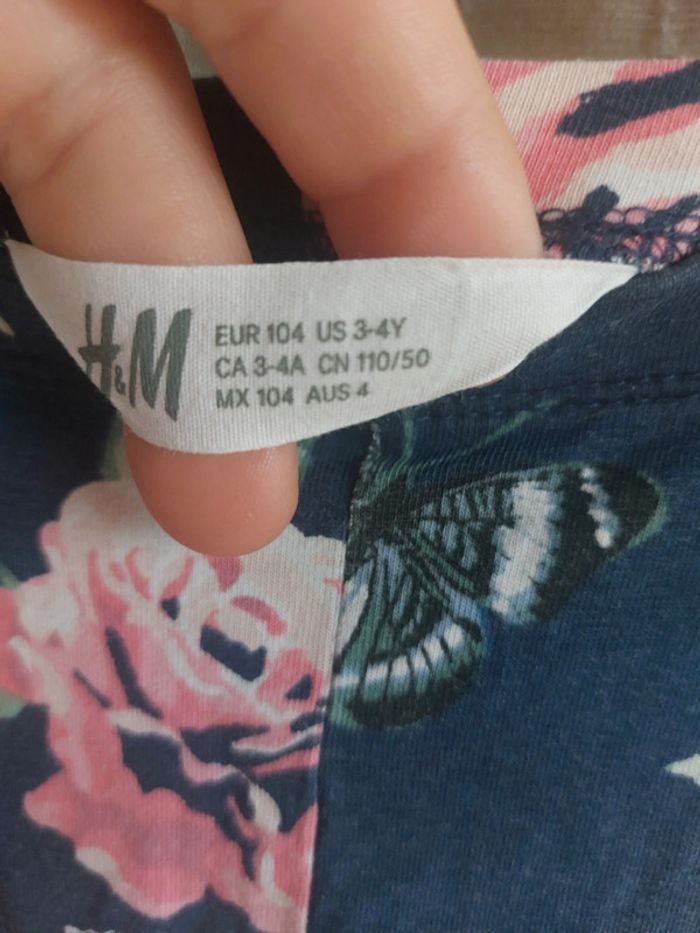 H&M
EUR 104 US 3-4Y
CA 3-4A CN 110/50
MX 104 AUS 4